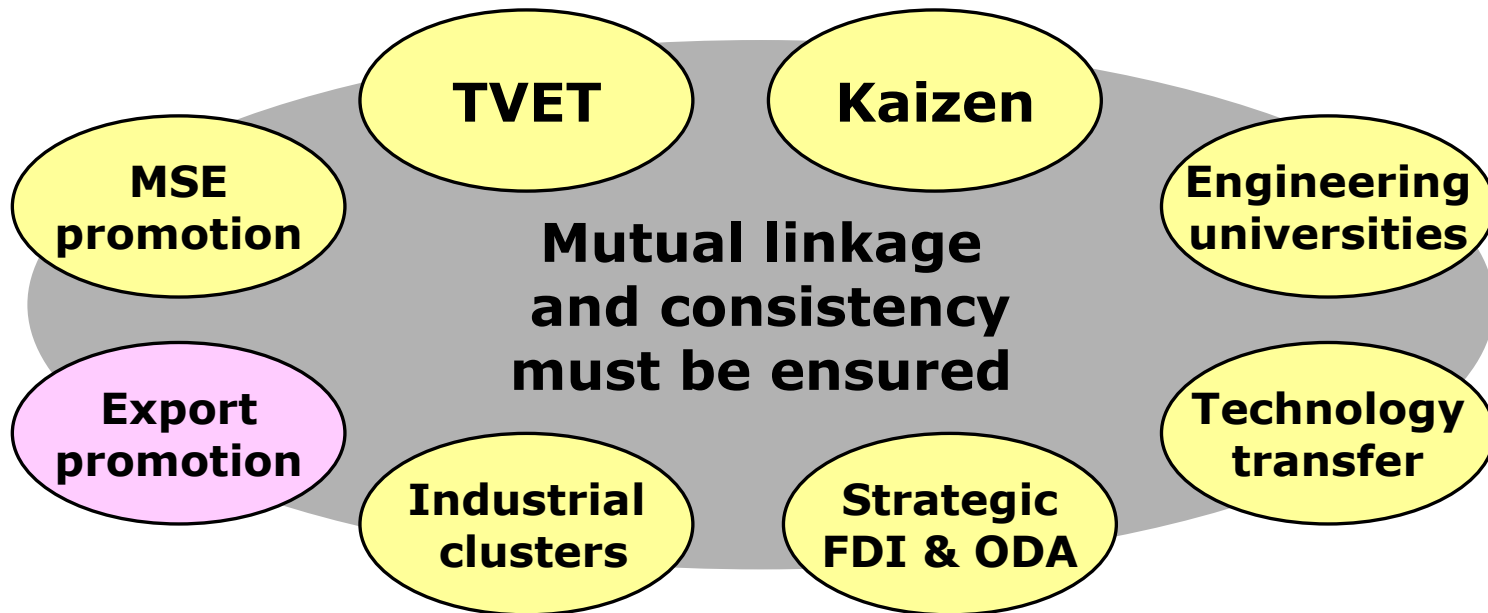 TVET
Kaizen
MSE
promotion
Engineering
universities
Mutual linkage
and consistency
must be ensured
Export
promotion
Technology
transfer
Industrial
clusters
Strategic
FDI & ODA